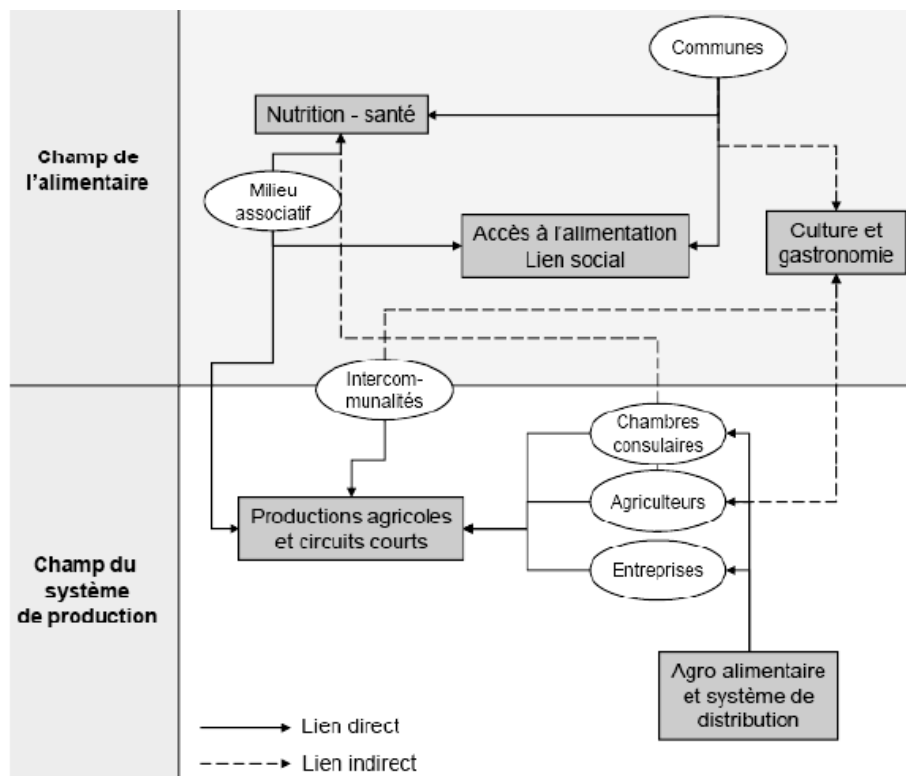 Communes
Nutrition - santé
Champ de
l'alimentaire
Milieu
associatif
Accès à l'alimentation
Lien social
Culture et
gastronomie
Intercom-
munalités
Chambres
consulaires
Agriculteurs
Productions agricoles
et circuits courts
Entreprises
Champ du
système
de production
Agro alimentaire
et système de
distribution
Lien direct
Lien indirect